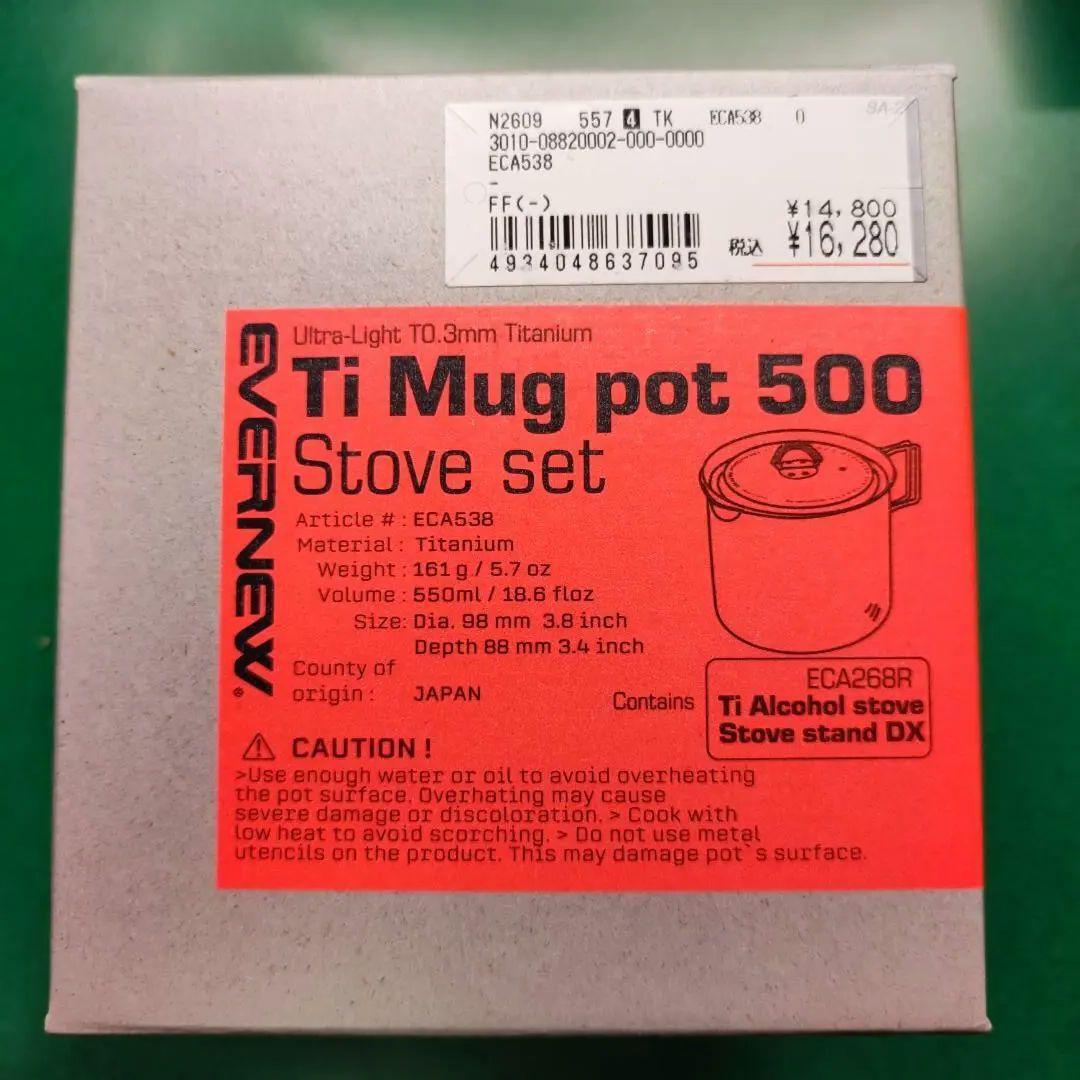 SA-2
N2609 557 4 TK ECA538 0
3010-08820002-000-0000
ECA538
-
FF(-)
¥14,800
税込 ¥16,280
4934048637095
EVERNEW®
Ultra-Light T0.3mm Titanium
Ti Mug pot 500
Stove set
Article # : ECA538
Material : Titanium
Weight : 161 g / 5.7 oz
Volume : 550ml / 18.6 floz
Size: Dia. 98 mm 3.8 inch
Depth 88 mm 3.4 inch
County of
origin : JAPAN
Contains
ECA268R
Ti Alcohol stove
Stove stand DX
CAUTION !
>Use enough water or oil to avoid overheating
the pot surface. Overhating may cause
severe damage or discoloration. > Cook with
low heat to avoid scorching. > Do not use metal
utensils on the product. This may damage pot`s surface.